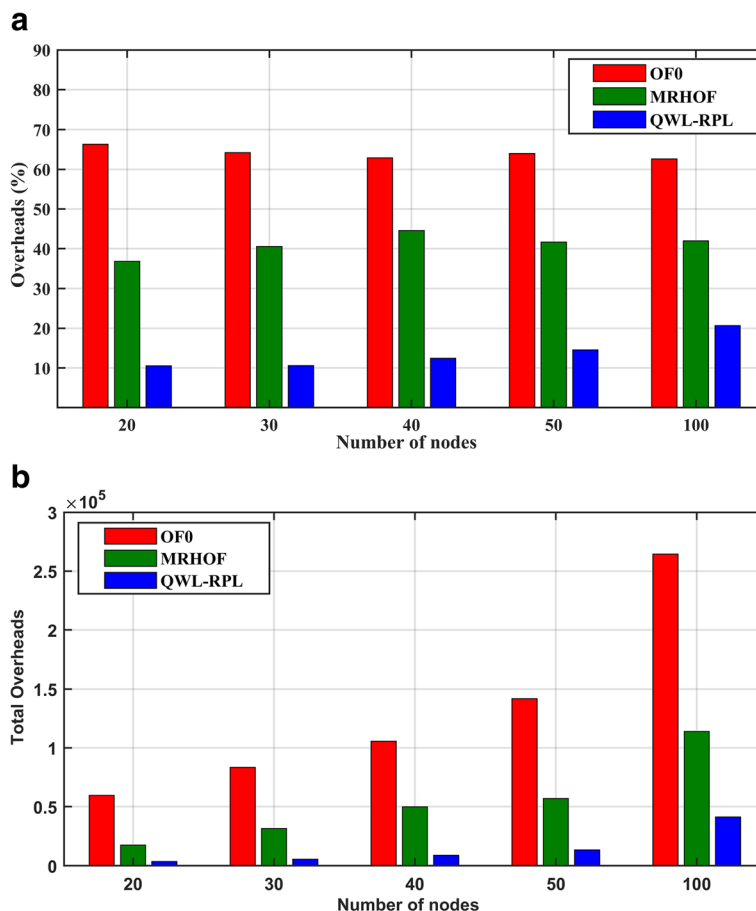 a
90
80
70
60
50
40
30
20
10
Overheads (%)
OF0
MRHOF
QWL-RPL
20 30 40 50 100
Number of nodes
b
×10^5
3
2.5
2
1.5
1
0.5
0
Total Overheads
OF0
MRHOF
QWL-RPL
20 30 40 50 100
Number of nodes